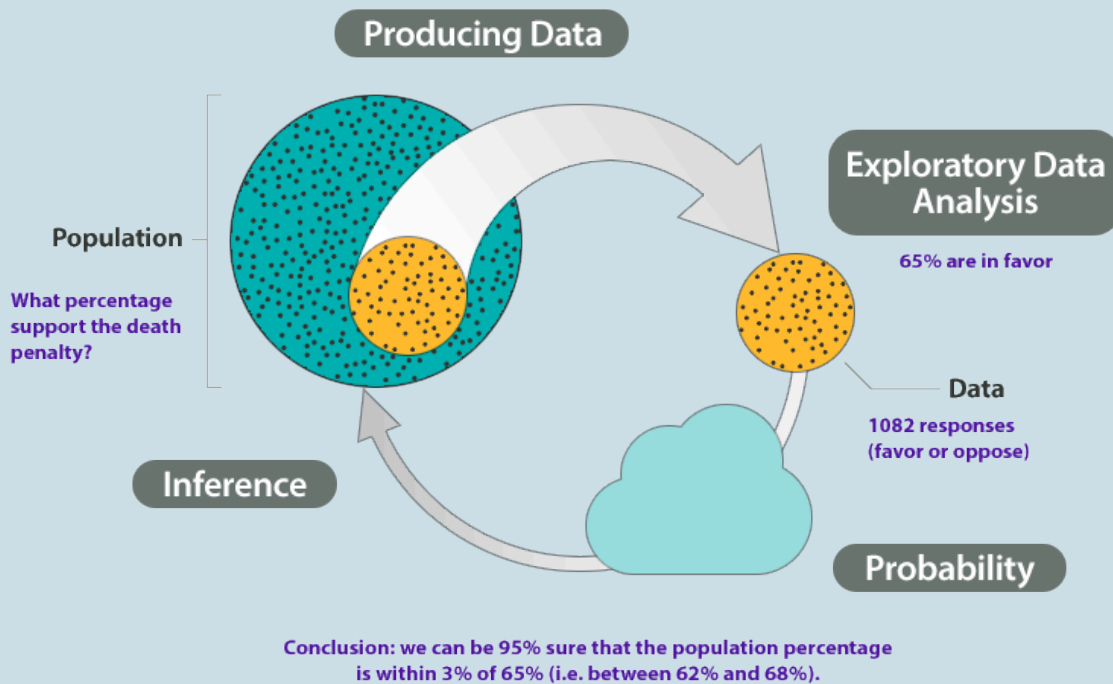 Producing Data
Population
What percentage
support the death
penalty?
Exploratory Data
Analysis
65% are in favor
Data
1082 responses
(favor or oppose)
Inference
Probability
Conclusion: we can be 95% sure that the population percentage
is within 3% of 65% (i.e. between 62% and 68%).